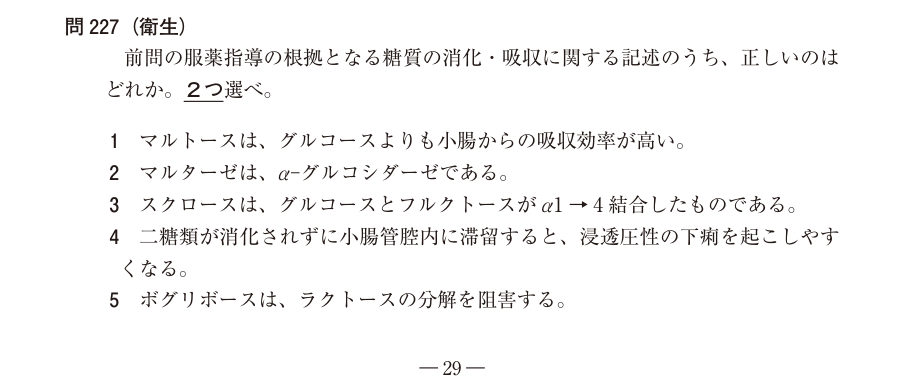 問 227（衛生）
前問の服薬指導の根拠となる糖質の消化・吸収に関する記述のうち、正しいのは
どれか。２つ選べ。
1 マルトースは、グルコースよりも小腸からの吸収効率が高い。
2 マルターゼは、α-グルコシダーゼである。
3 スクロースは、グルコースとフルクトースがα1 → 4 結合したものである。
4 二糖類が消化されずに小腸管腔内に滞留すると、浸透圧性の下痢を起こしやす
くなる。
5 ボグリボースは、ラクトースの分解を阻害する。
— 29 —